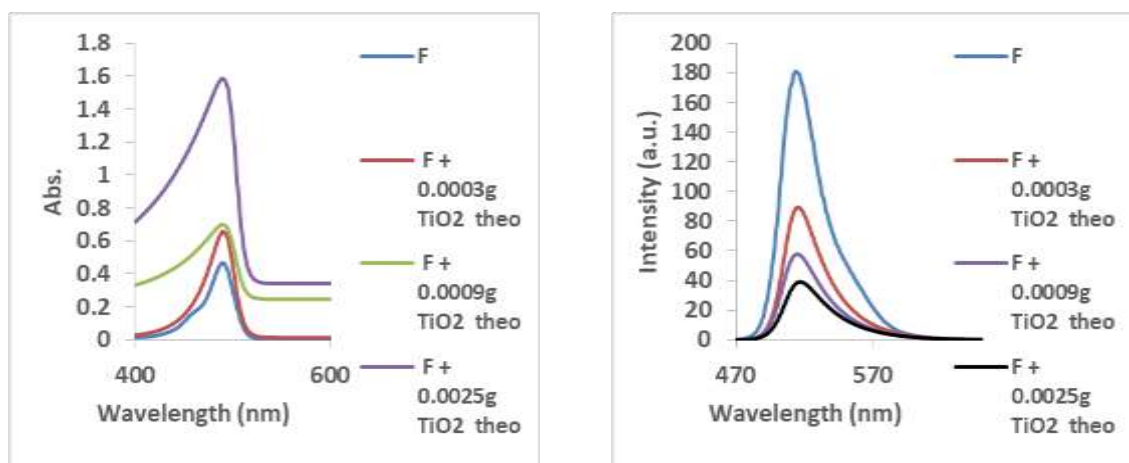 1.8
1.6
1.4
1.2
1
0.8
0.6
0.4
0.2
0
Abs.
400
600
Wavelength (nm)
F
F +
0.0003g
TiO2 theo
F +
0.0009g
TiO2 theo
F +
0.0025g
TiO2 theo
200
180
160
140
120
100
80
60
40
20
0
Intensity (a.u.)
470
570
Wavelength (nm)
F
F +
0.0003g
TiO2 theo
F +
0.0009g
TiO2 theo
F +
0.0025g
TiO2 theo